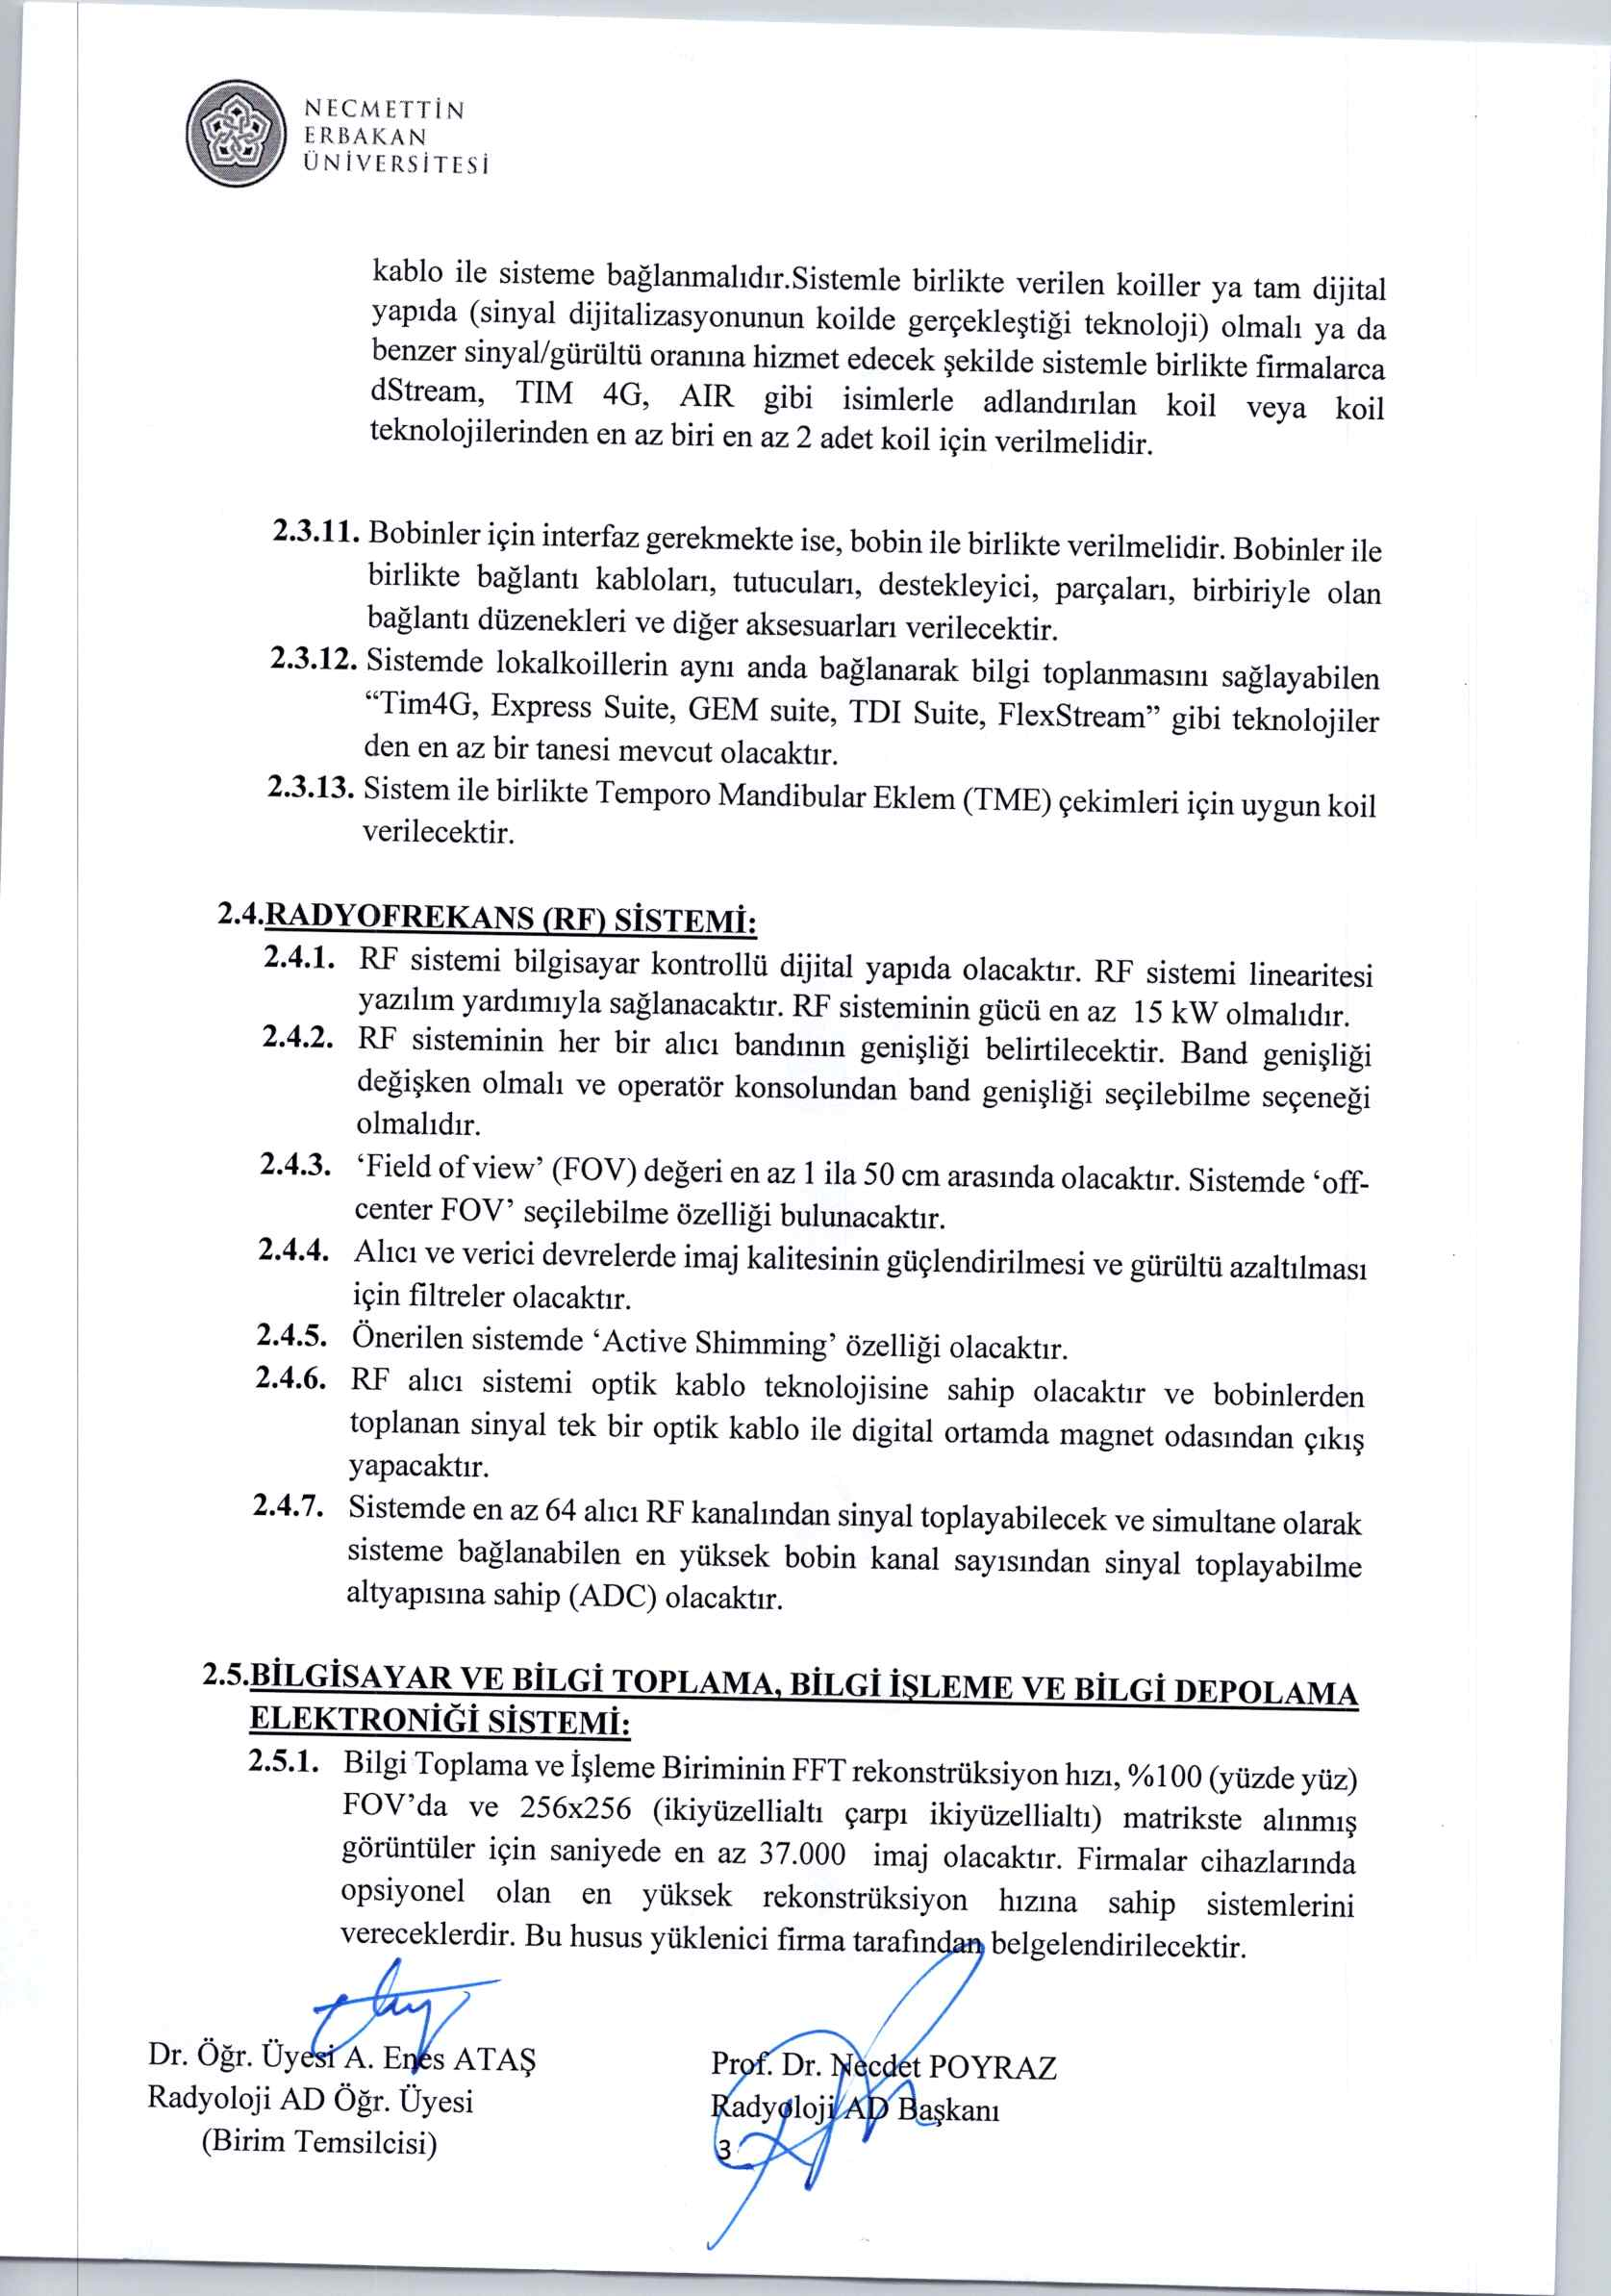 NECMETTİN
ERBAKAN
ÜNİVERSİTESİ
kablo ile sisteme bağlanmalıdır.Sistemle birlikte verilen koiller ya tam dijital
yapıda (sinyal dijitalizasyonunun koilde gerçekleştiği teknoloji) olmalı ya da
benzer sinyal/gürültü oranına hizmet edecek şekilde sistemle birlikte firmalarca
dStream, TIM 4G, AIR gibi isimlerle adlandırılan koil veya koil
teknolojilerinden en az biri en az 2 adet koil için verilmelidir.
2.3.11. Bobinler için interfaz gerekmekte ise, bobin ile birlikte verilmelidir. Bobinler ile
birlikte bağlantı kabloları, tutucuları, destekleyici, parçaları, birbiriyle olan
bağlantı düzenekleri ve diğer aksesuarları verilecektir.
2.3.12. Sistemde lokalkoillerin aynı anda bağlanarak bilgi toplanmasını sağlayabilen
“Tim4G, Express Suite, GEM suite, TDI Suite, FlexStream” gibi teknolojiler
den en az bir tanesi mevcut olacaktır.
2.3.13. Sistem ile birlikte Temporo Mandibular Eklem (TME) çekimleri için uygun koil
verilecektir.
2.4.RADYOFREKANS (RF) SİSTEMİ:
2.4.1. RF sistemi bilgisayar kontrollü dijital yapıda olacaktır. RF sistemi linearitesi
yazılım yardımıyla sağlanacaktır. RF sisteminin gücü en az 15 kW olmalıdır.
2.4.2. RF sisteminin her bir alıcı bandının genişliği belirtilecektir. Band genişliği
değişken olmalı ve operatör konsolundan band genişliği seçilebilme seçeneği
olmalıdır.
2.4.3. ‘Field of view’ (FOV) değeri en az 1 ila 50 cm arasında olacaktır. Sistemde ‘off-
center FOV’ seçilebilme özelliği bulunacaktır.
2.4.4. Alıcı ve verici devrelerde imaj kalitesinin güçlendirilmesi ve gürültü azaltılması
için filtreler olacaktır.
2.4.5. Önerilen sistemde ‘Active Shimming’ özelliği olacaktır.
2.4.6. RF alıcı sistemi optik kablo teknolojisine sahip olacaktır ve bobinlerden
toplanan sinyal tek bir optik kablo ile digital ortamda magnet odasından çıkış
yapacaktır.
2.4.7. Sistemde en az 64 alıcı RF kanalından sinyal toplayabilecek ve simultane olarak
sisteme bağlanabilen en yüksek bobin kanal sayısından sinyal toplayabilme
altyapısına sahip (ADC) olacaktır.
2.5.BİLGİSAYAR VE BİLGİ TOPLAMA, BİLGİ İŞLEME VE BİLGİ DEPOLAMA
ELEKTRONİĞİ SİSTEMİ:
2.5.1. Bilgi Toplama ve İşleme Biriminin FFT rekonstrüksiyon hızı, %100 (yüzde yüz)
FOV’da ve 256x256 (ikiyüzellialtı çarpı ikiyüzellialtı) matrikste alınmış
görüntüler için saniyede en az 37.000 imaj olacaktır. Firmalar cihazlarında
opsiyonel olan en yüksek rekonstrüksiyon hızına sahip sistemlerini
vereceklerdir. Bu husus yüklenici firma tarafından belgelendirilecektir.
Dr. Öğr. Üyesi A. Enes ATAŞ
Radyoloji AD Öğr. Üyesi
(Birim Temsilcisi)
Prof. Dr. Necdet POYRAZ
Radyoloji AD Başkanı
3